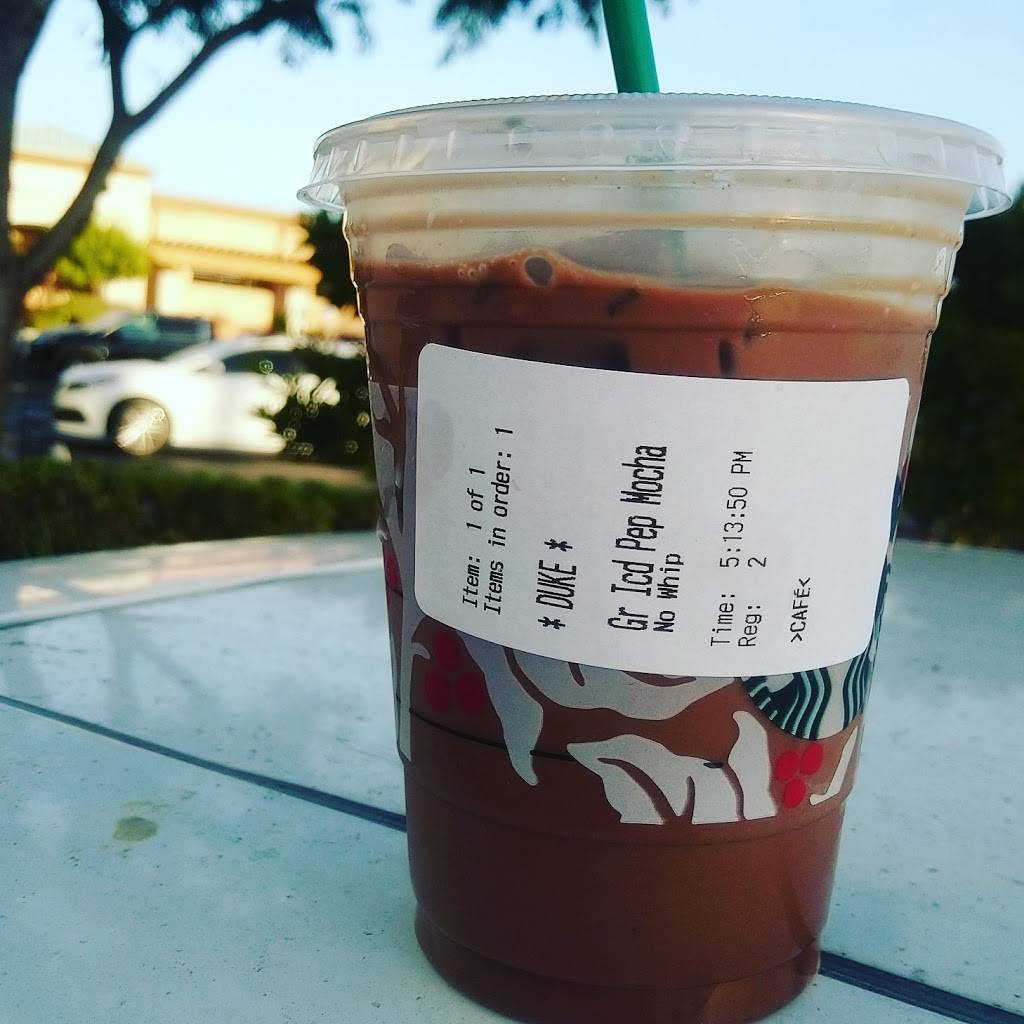 Item: 1 of 1
Items in order: 1
* DUKE *
Gr Icd Pep Mocha
No Whip
Time: 5:13:50 PM
Reg: 2
>CAFÉ<